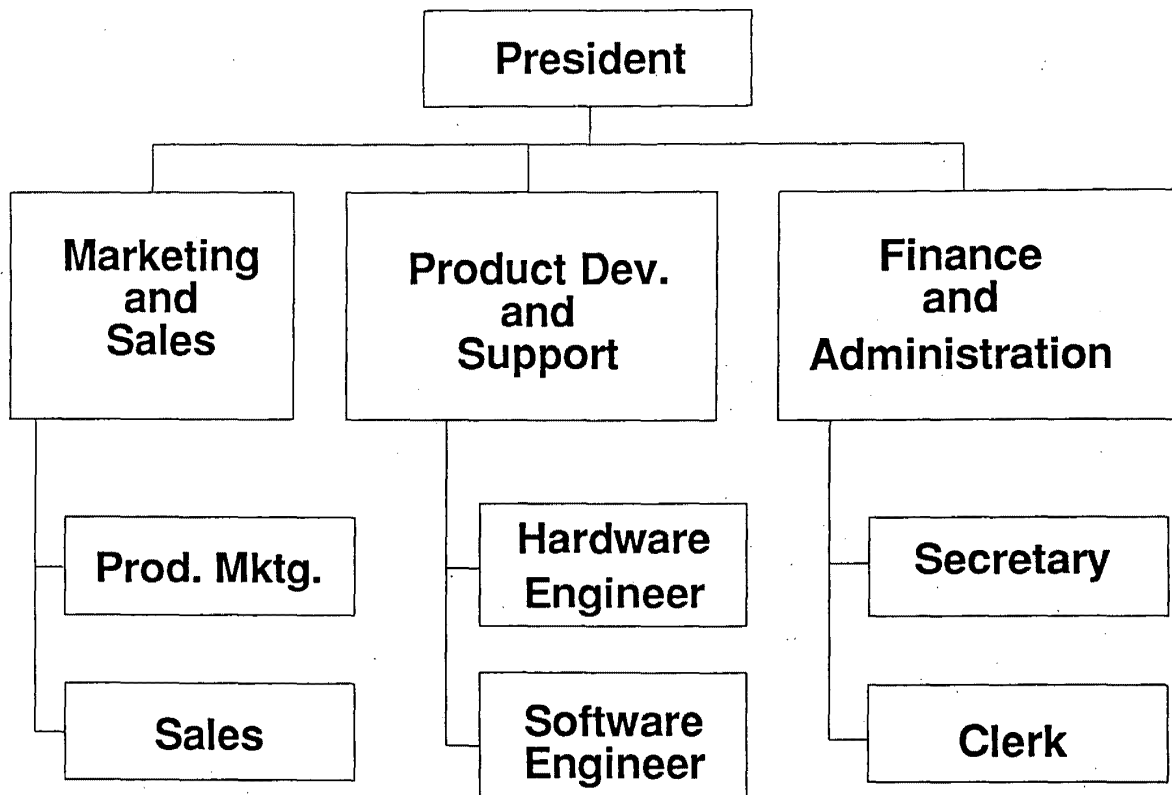 President
Marketing
and
Sales
Product Dev.
and
Support
Finance
and
Administration
Prod. Mktg.
Hardware
Engineer
Secretary
Sales
Software
Engineer
Clerk